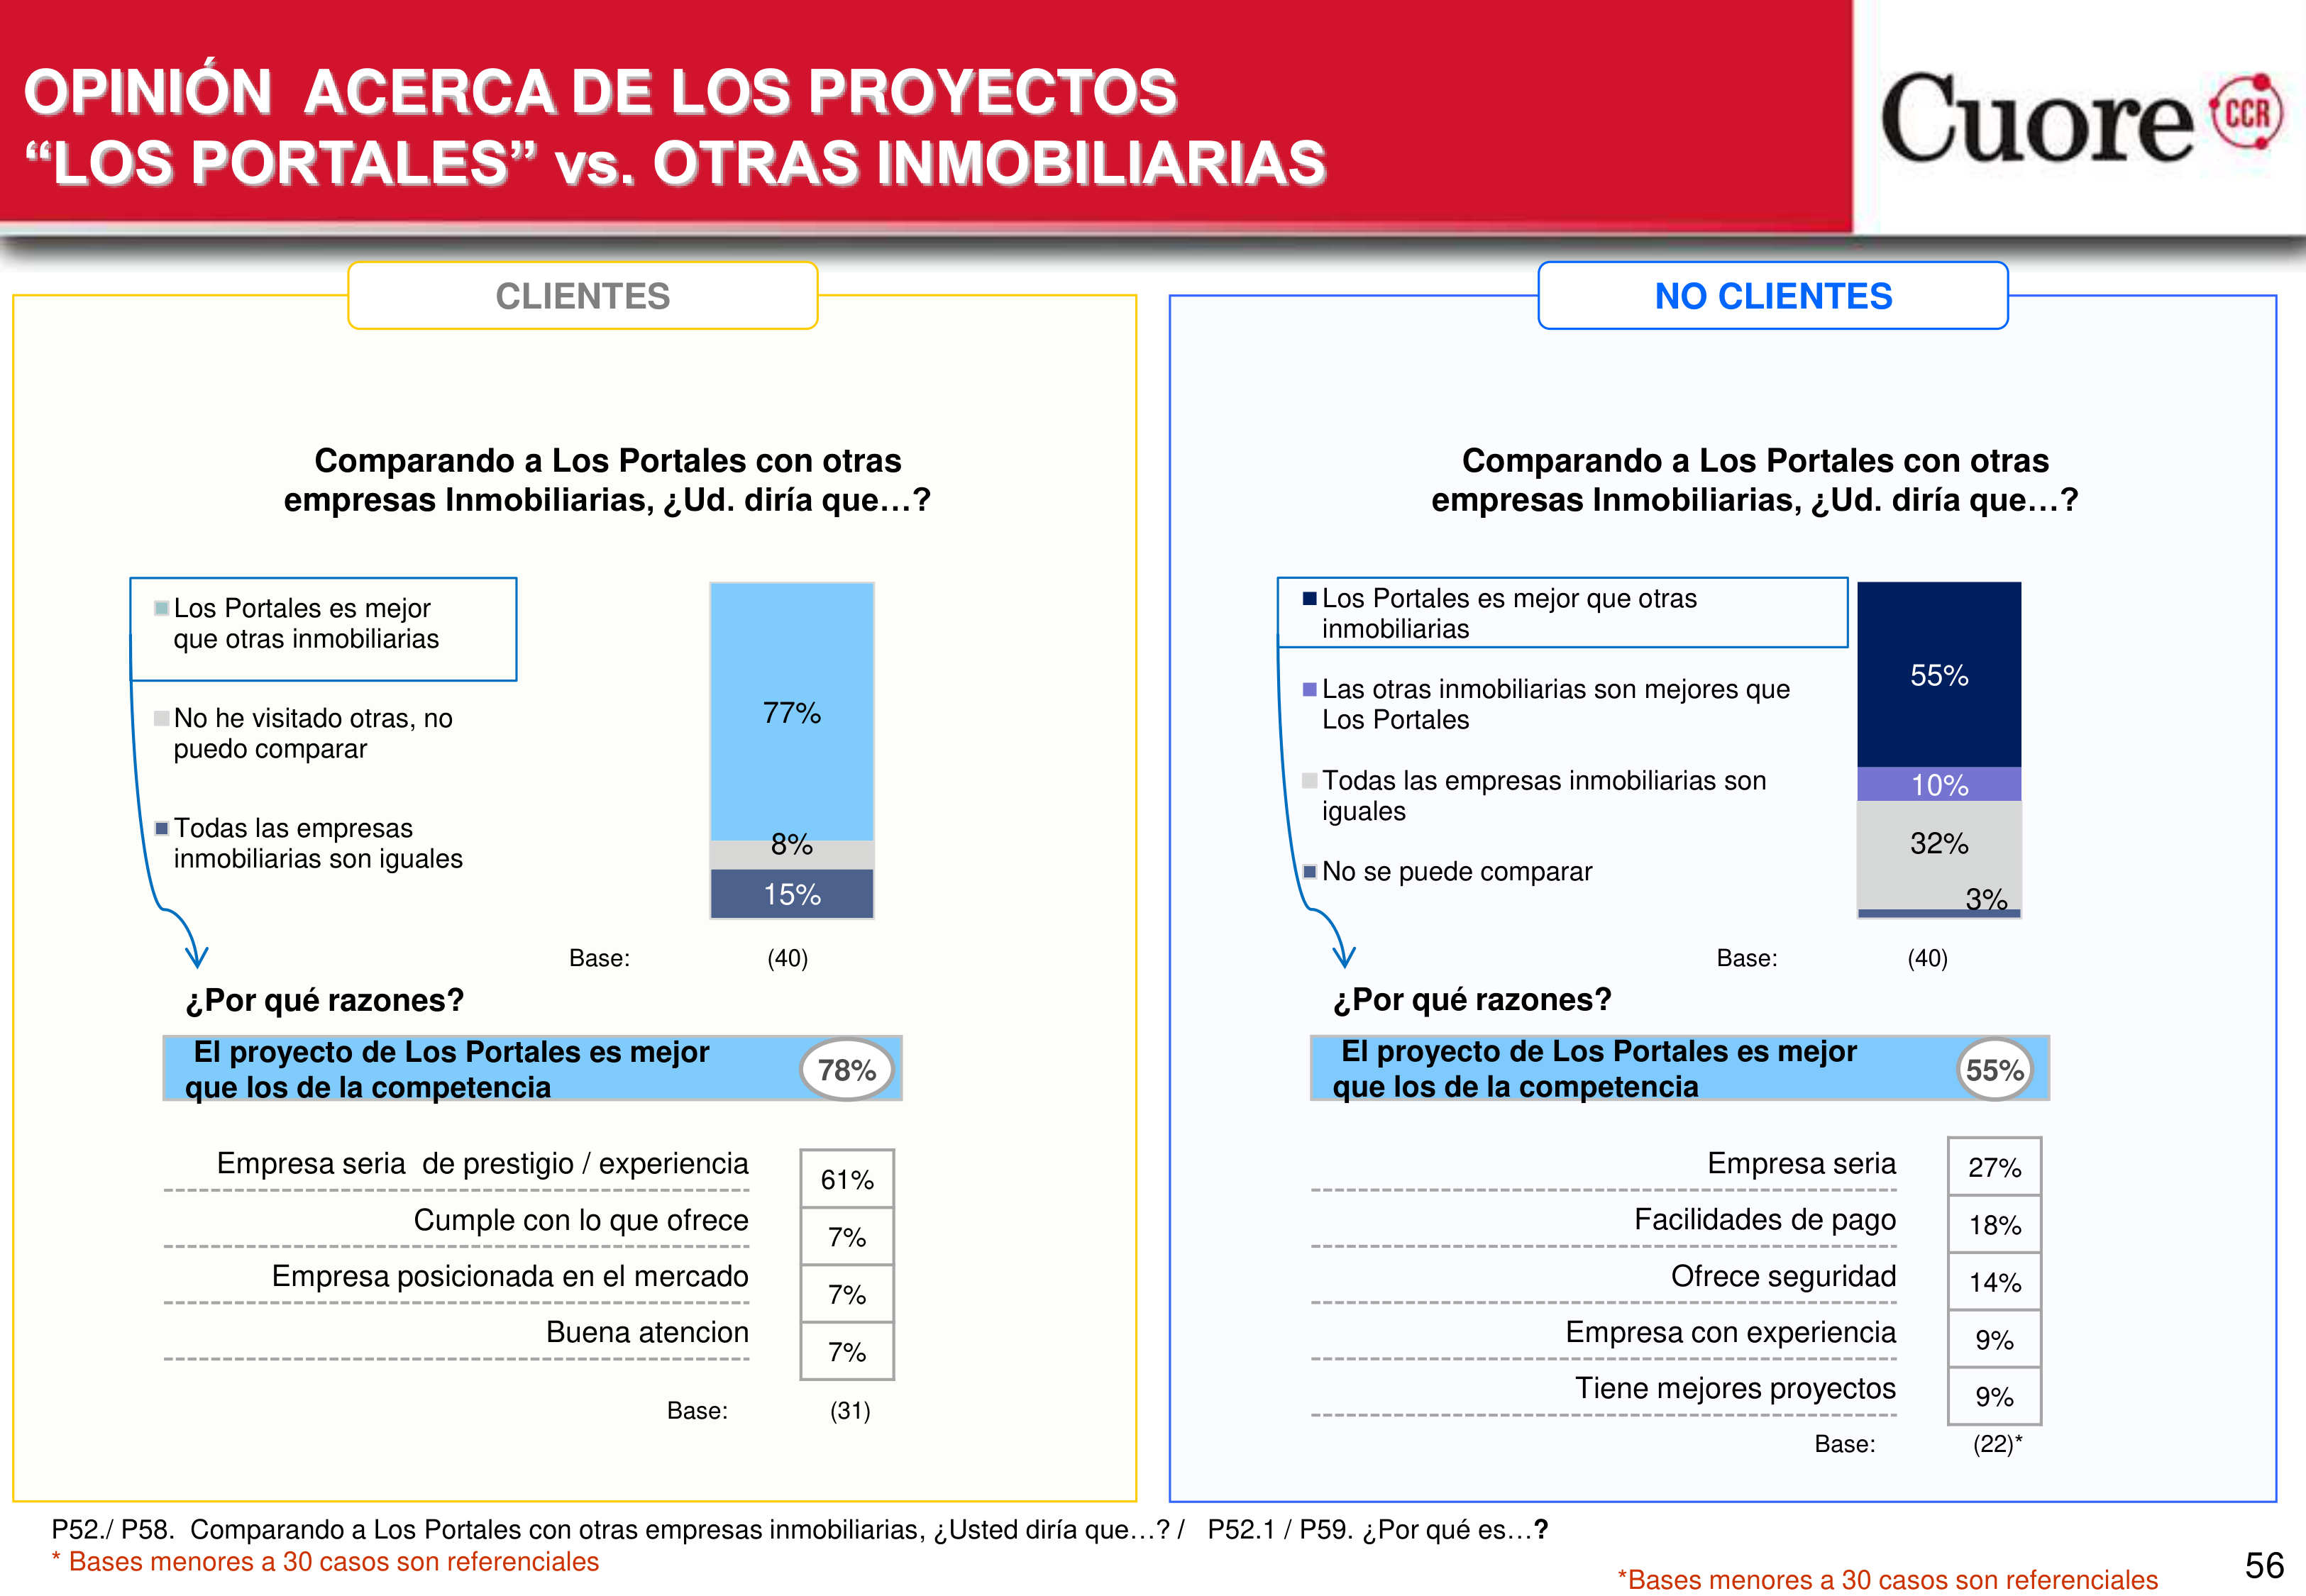 OPINIÓN  ACERCA DE LOS PROYECTOS
“LOS PORTALES” vs. OTRAS INMOBILIARIAS
Cuore CCR
CLIENTES
Comparando a Los Portales con otras
empresas Inmobiliarias, ¿Ud. diría que…?
Los Portales es mejor
que otras inmobiliarias
No he visitado otras, no
puedo comparar
Todas las empresas
inmobiliarias son iguales
77%
8%
15%
Base: (40)
¿Por qué razones?
El proyecto de Los Portales es mejor
que los de la competencia
78%
Empresa seria  de prestigio / experiencia 61%
Cumple con lo que ofrece 7%
Empresa posicionada en el mercado 7%
Buena atencion 7%
Base: (31)
NO CLIENTES
Comparando a Los Portales con otras
empresas Inmobiliarias, ¿Ud. diría que…?
Los Portales es mejor que otras
inmobiliarias
Las otras inmobiliarias son mejores que
Los Portales
Todas las empresas inmobiliarias son
iguales
No se puede comparar
55%
10%
32%
3%
Base: (40)
¿Por qué razones?
El proyecto de Los Portales es mejor
que los de la competencia
55%
Empresa seria 27%
Facilidades de pago 18%
Ofrece seguridad 14%
Empresa con experiencia 9%
Tiene mejores proyectos 9%
Base: (22)*
P52./ P58.  Comparando a Los Portales con otras empresas inmobiliarias, ¿Usted diría que…? /   P52.1 / P59. ¿Por qué es…?
* Bases menores a 30 casos son referenciales
*Bases menores a 30 casos son referenciales
56